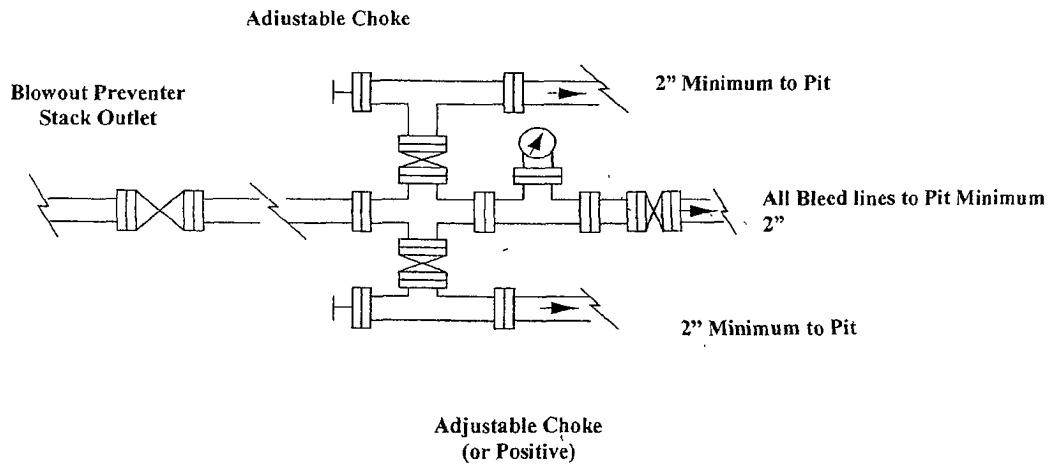 Adiustable Choke
Blowout Preventer
Stack Outlet
2” Minimum to Pit
All Bleed lines to Pit Minimum
2”
2” Minimum to Pit
Adjustable Choke
(or Positive)